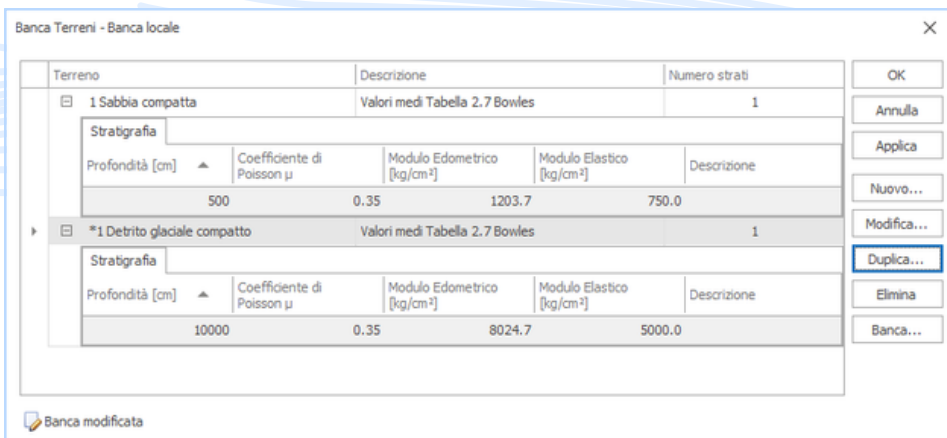 Banca Terreni - Banca locale
Terreno Descrizione Numero strati
1 Sabbia compatta Valori medi Tabella 2.7 Bowles 1
Stratigrafia
Profondità [cm] Coefficiente di Poisson μ Modulo Edometrico [kg/cm²] Modulo Elastico [kg/cm²] Descrizione
500 0.35 1203.7 750.0
*1 Detrito glaciale compatto Valori medi Tabella 2.7 Bowles 1
Stratigrafia
Profondità [cm] Coefficiente di Poisson μ Modulo Edometrico [kg/cm²] Modulo Elastico [kg/cm²] Descrizione
10000 0.35 8024.7 5000.0
OK
Annulla
Applica
Nuovo...
Modifica...
Duplica...
Elimina
Banca...
Banca modificata